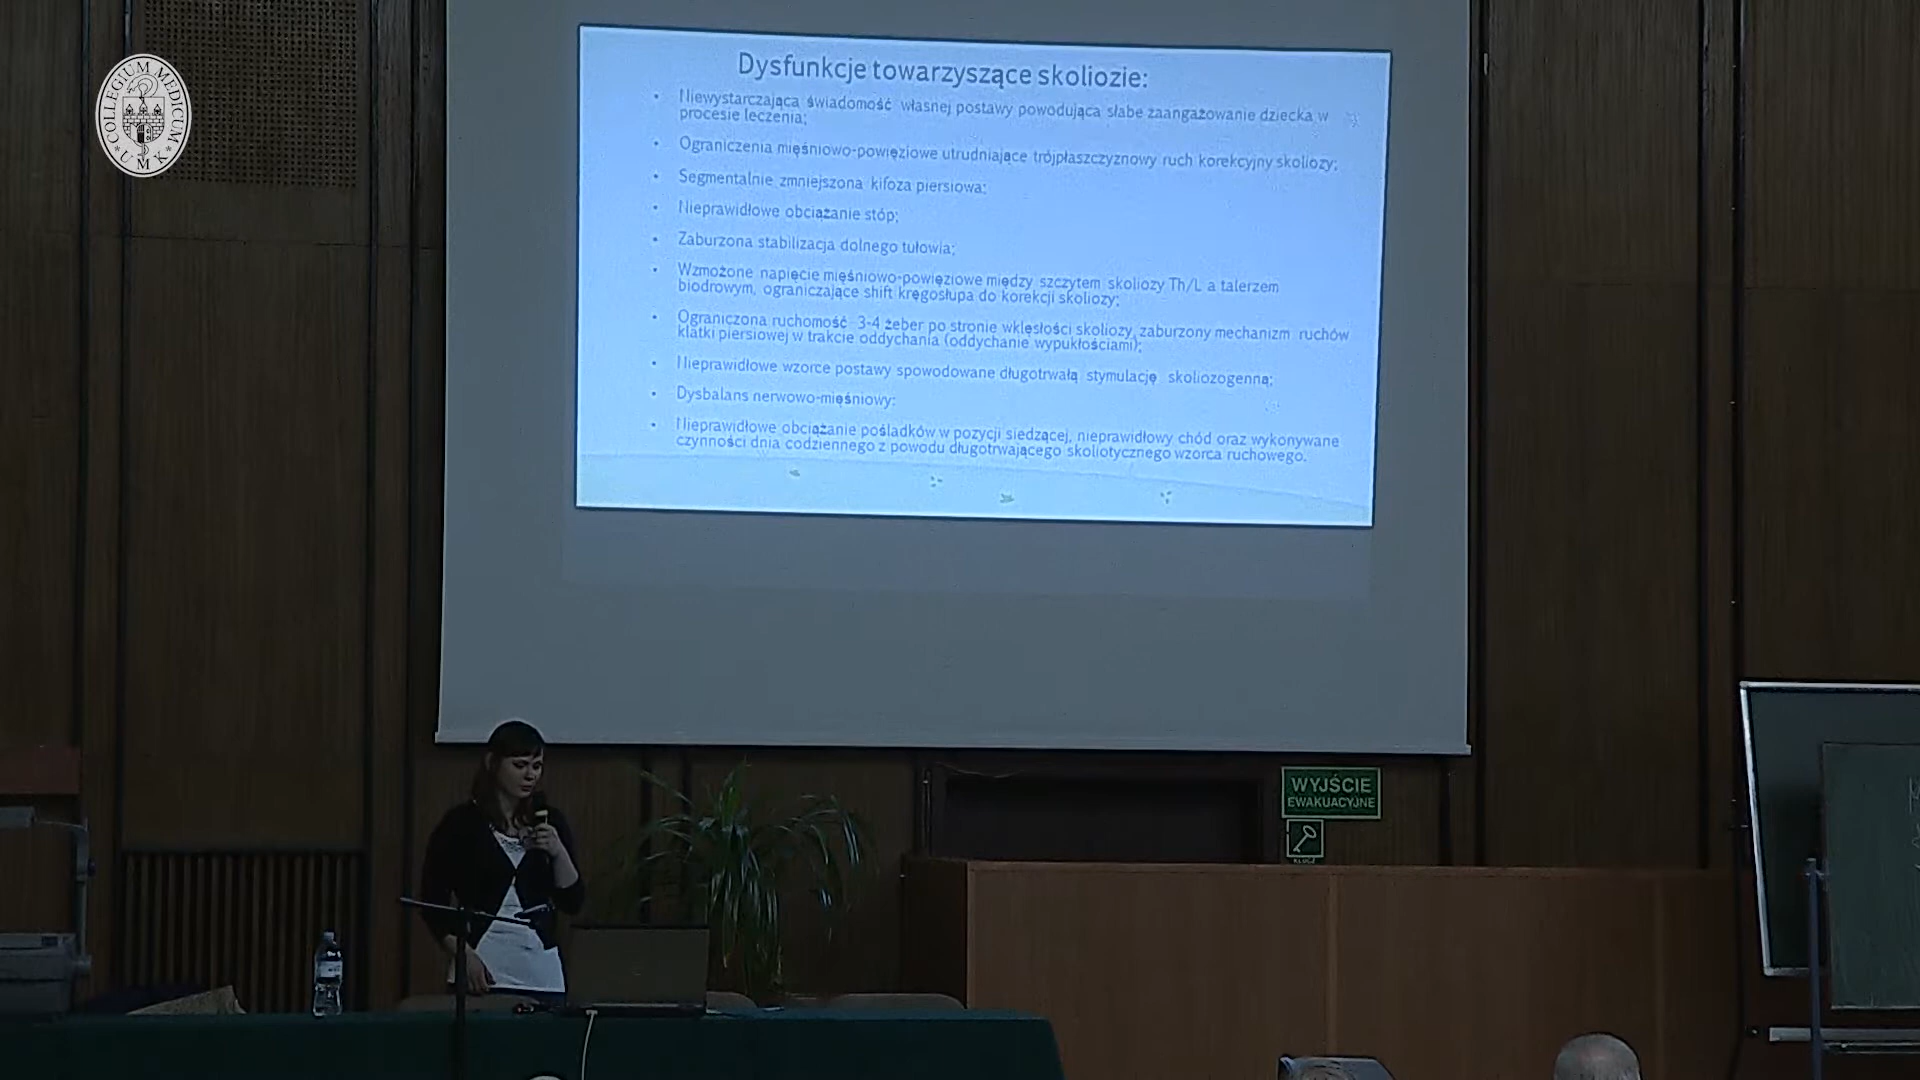 COLLEGIUM MEDICUM
* UMK *
Dysfunkcje towarzyszące skoliozie:
• Niewystarczająca świadomość własnej postawy powodująca słabe zaangażowanie dziecka w
procesie leczenia;
• Ograniczenia mięśniowo-powięziowe utrudniające trójpłaszczyznowy ruch korekcyjny skoliozy;
• Segmentalnie zmniejszona kifoza piersiowa;
• Nieprawidłowe obciążanie stóp;
• Zaburzona stabilizacja dolnego tułowia;
• Wzmożone napięcie mięśniowo-powięziowe między szczytem skoliozy Th/L a talerzem
biodrowym, ograniczające shift kręgosłupa do korekcji skoliozy;
• Ograniczona ruchomość 3-4 żeber po stronie wklęsłości skoliozy, zaburzony mechanizm ruchów
klatki piersiowej w trakcie oddychania (oddychanie wypukłościami);
• Nieprawidłowe wzorce postawy spowodowane długotrwałą stymulację skoliozogenną;
• Dysbalans nerwowo-mięśniowy;
• Nieprawidłowe obciążanie pośladków w pozycji siedzącej, nieprawidłowy chód oraz wykonywane
czynności dnia codziennego z powodu długotrwającego skoliotycznego wzorca ruchowego.
WYJŚCIE
EWAKUACYJNE